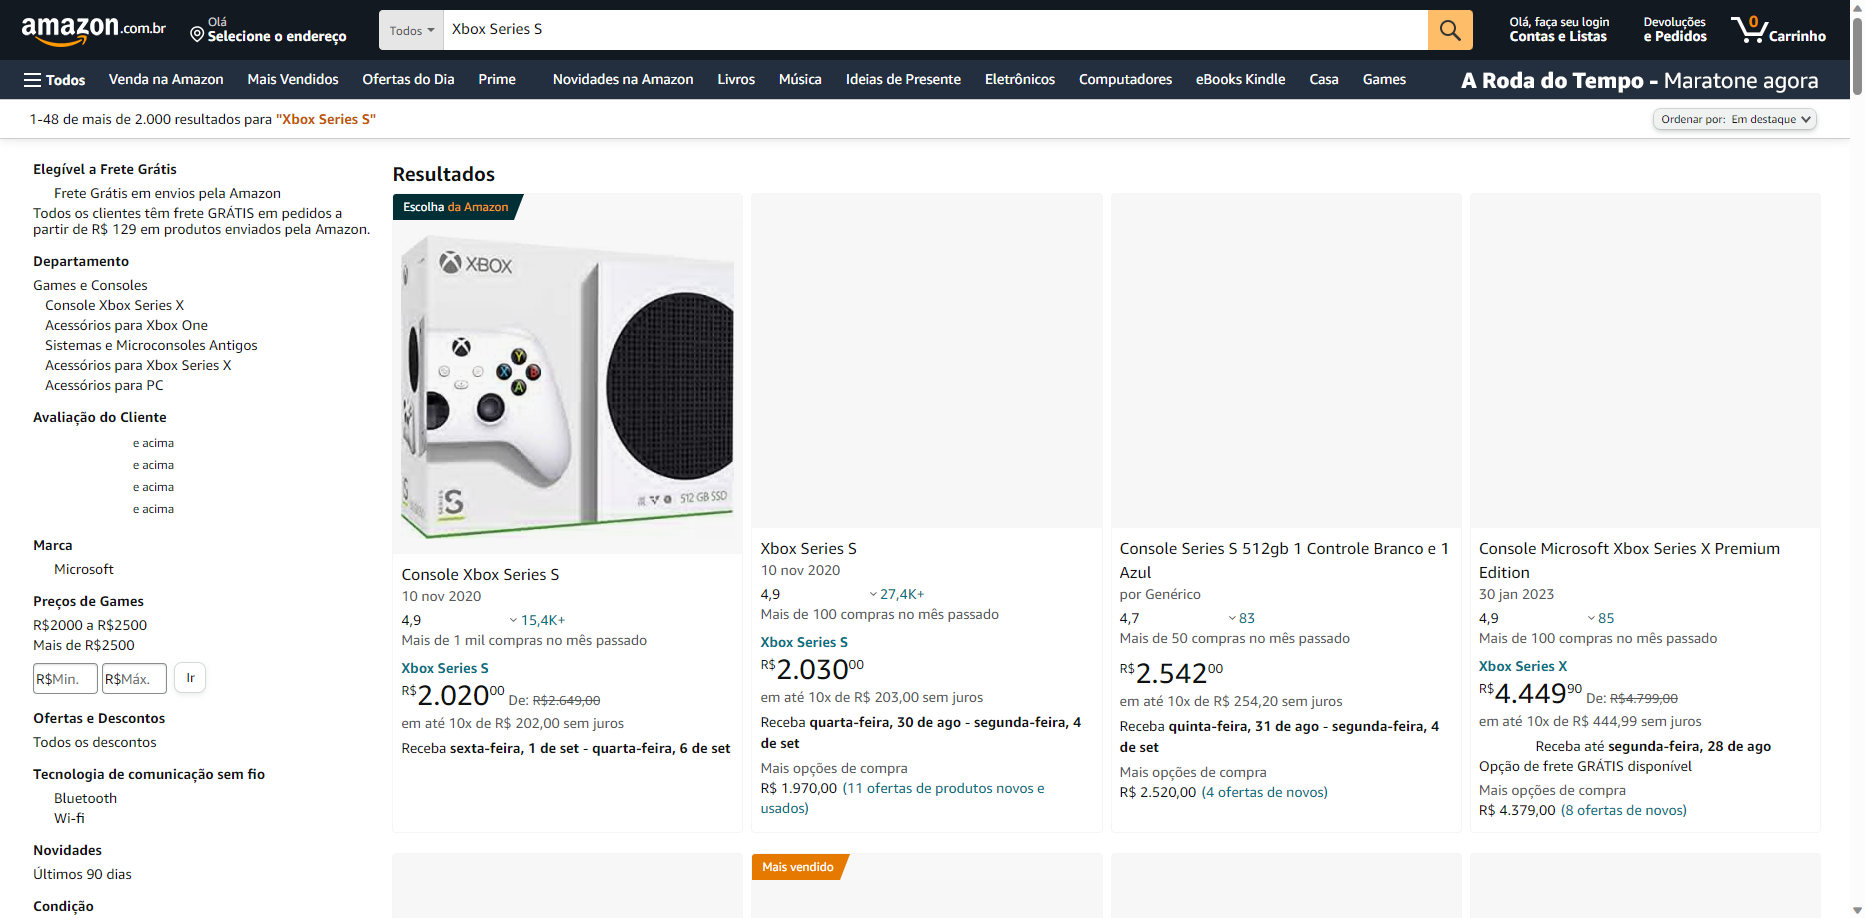 amazon.com.br
Olá
Selecione o endereço
Todos
Xbox Series S
Olá, faça seu login
Contas e Listas
Devoluções
e Pedidos
0
Carrinho
Todos
Venda na Amazon
Mais Vendidos
Ofertas do Dia
Prime
Novidades na Amazon
Livros
Música
Ideias de Presente
Eletrônicos
Computadores
eBooks Kindle
Casa
Games
A Roda do Tempo - Maratone agora
1-48 de mais de 2.000 resultados para "Xbox Series S"
Ordenar por: Em destaque
Elegível a Frete Grátis
Frete Grátis em envios pela Amazon
Todos os clientes têm frete GRÁTIS em pedidos a
partir de R$ 129 em produtos enviados pela Amazon.
Departamento
Games e Consoles
Console Xbox Series X
Acessórios para Xbox One
Sistemas e Microconsoles Antigos
Acessórios para Xbox Series X
Acessórios para PC
Avaliação do Cliente
e acima
e acima
e acima
e acima
Marca
Microsoft
Preços de Games
R$2000 a R$2500
Mais de R$2500
R$Min.
R$Máx.
Ir
Ofertas e Descontos
Todos os descontos
Tecnologia de comunicação sem fio
Bluetooth
Wi-fi
Novidades
Últimos 90 dias
Condição
Resultados
Escolha da Amazon
XBOX
Y
X
B
A
SERIES
S
512 GB SSD
Console Xbox Series S
10 nov 2020
4,9
15,4K+
Mais de 1 mil compras no mês passado
Xbox Series S
R$2.02000 De: R$2.649,00
em até 10x de R$ 202,00 sem juros
Receba sexta-feira, 1 de set - quarta-feira, 6 de set
Xbox Series S
10 nov 2020
4,9
27,4K+
Mais de 100 compras no mês passado
Xbox Series S
R$2.03000
em até 10x de R$ 203,00 sem juros
Receba quarta-feira, 30 de ago - segunda-feira, 4
de set
Mais opções de compra
R$ 1.970,00 (11 ofertas de produtos novos e
usados)
Console Series S 512gb 1 Controle Branco e 1
Azul
por Genérico
4,7
83
Mais de 50 compras no mês passado
R$2.54200
em até 10x de R$ 254,20 sem juros
Receba quinta-feira, 31 de ago - segunda-feira, 4
de set
Mais opções de compra
R$ 2.520,00 (4 ofertas de novos)
Console Microsoft Xbox Series X Premium
Edition
30 jan 2023
4,9
85
Mais de 100 compras no mês passado
Xbox Series X
R$4.44990 De: R$4.799,00
em até 10x de R$ 444,99 sem juros
Receba até segunda-feira, 28 de ago
Opção de frete GRÁTIS disponível
Mais opções de compra
R$ 4.379,00 (8 ofertas de novos)
Mais vendido